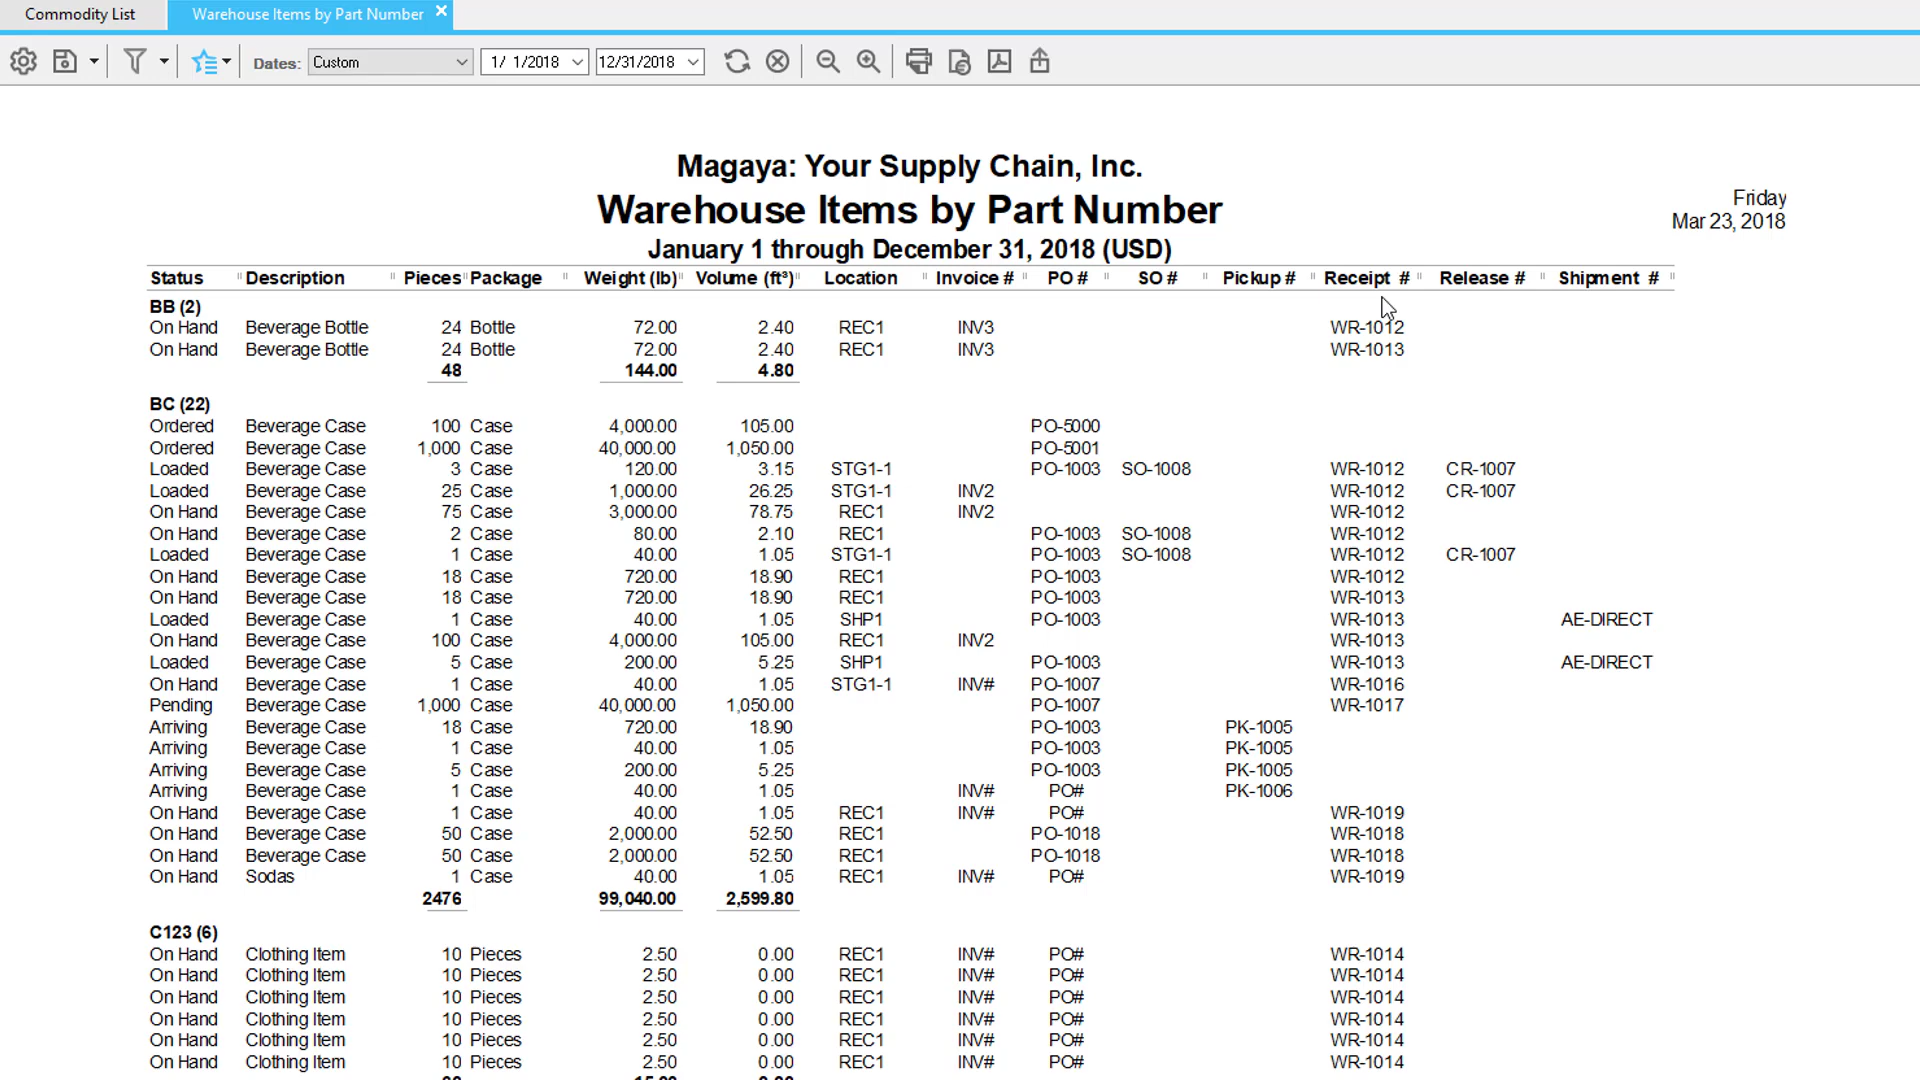 Commodity List
Warehouse Items by Part Number
Dates: Custom 1/ 1/2018 12/31/2018
Magaya: Your Supply Chain, Inc.
Warehouse Items by Part Number
January 1 through December 31, 2018 (USD)
Friday
Mar 23, 2018
Status Description Pieces Package Weight (lb) Volume (ft³) Location Invoice # PO # SO # Pickup # Receipt # Release # Shipment #
BB (2)
On Hand Beverage Bottle 24 Bottle 72.00 2.40 REC1 INV3 WR-1012
On Hand Beverage Bottle 24 Bottle 72.00 2.40 REC1 INV3 WR-1013
48 144.00 4.80
BC (22)
Ordered Beverage Case 100 Case 4,000.00 105.00 PO-5000
Ordered Beverage Case 1,000 Case 40,000.00 1,050.00 PO-5001
Loaded Beverage Case 3 Case 120.00 3.15 STG1-1 PO-1003 SO-1008 WR-1012 CR-1007
Loaded Beverage Case 25 Case 1,000.00 26.25 STG1-1 INV2 WR-1012 CR-1007
On Hand Beverage Case 75 Case 3,000.00 78.75 REC1 INV2 WR-1012
On Hand Beverage Case 2 Case 80.00 2.10 REC1 PO-1003 SO-1008 WR-1012
Loaded Beverage Case 1 Case 40.00 1.05 STG1-1 PO-1003 SO-1008 WR-1012 CR-1007
On Hand Beverage Case 18 Case 720.00 18.90 REC1 PO-1003 WR-1012
On Hand Beverage Case 18 Case 720.00 18.90 REC1 PO-1003 WR-1013
Loaded Beverage Case 1 Case 40.00 1.05 SHP1 PO-1003 WR-1013 AE-DIRECT
On Hand Beverage Case 100 Case 4,000.00 105.00 REC1 INV2 WR-1013
Loaded Beverage Case 5 Case 200.00 5.25 SHP1 PO-1003 WR-1013 AE-DIRECT
On Hand Beverage Case 1 Case 40.00 1.05 STG1-1 INV# PO-1007 WR-1016
Pending Beverage Case 1,000 Case 40,000.00 1,050.00 PO-1007 WR-1017
Arriving Beverage Case 18 Case 720.00 18.90 PO-1003 PK-1005
Arriving Beverage Case 1 Case 40.00 1.05 PO-1003 PK-1005
Arriving Beverage Case 5 Case 200.00 5.25 PO-1003 PK-1005
Arriving Beverage Case 1 Case 40.00 1.05 INV# PO# PK-1006
On Hand Beverage Case 1 Case 40.00 1.05 REC1 INV# PO# WR-1019
On Hand Beverage Case 50 Case 2,000.00 52.50 REC1 PO-1018 WR-1018
On Hand Beverage Case 50 Case 2,000.00 52.50 REC1 PO-1018 WR-1018
On Hand Sodas 1 Case 40.00 1.05 REC1 INV# PO# WR-1019
2476 99,040.00 2,599.80
C123 (6)
On Hand Clothing Item 10 Pieces 2.50 0.00 REC1 INV# PO# WR-1014
On Hand Clothing Item 10 Pieces 2.50 0.00 REC1 INV# PO# WR-1014
On Hand Clothing Item 10 Pieces 2.50 0.00 REC1 INV# PO# WR-1014
On Hand Clothing Item 10 Pieces 2.50 0.00 REC1 INV# PO# WR-1014
On Hand Clothing Item 10 Pieces 2.50 0.00 REC1 INV# PO# WR-1014
On Hand Clothing Item 10 Pieces 2.50 0.00 REC1 INV# PO# WR-1014